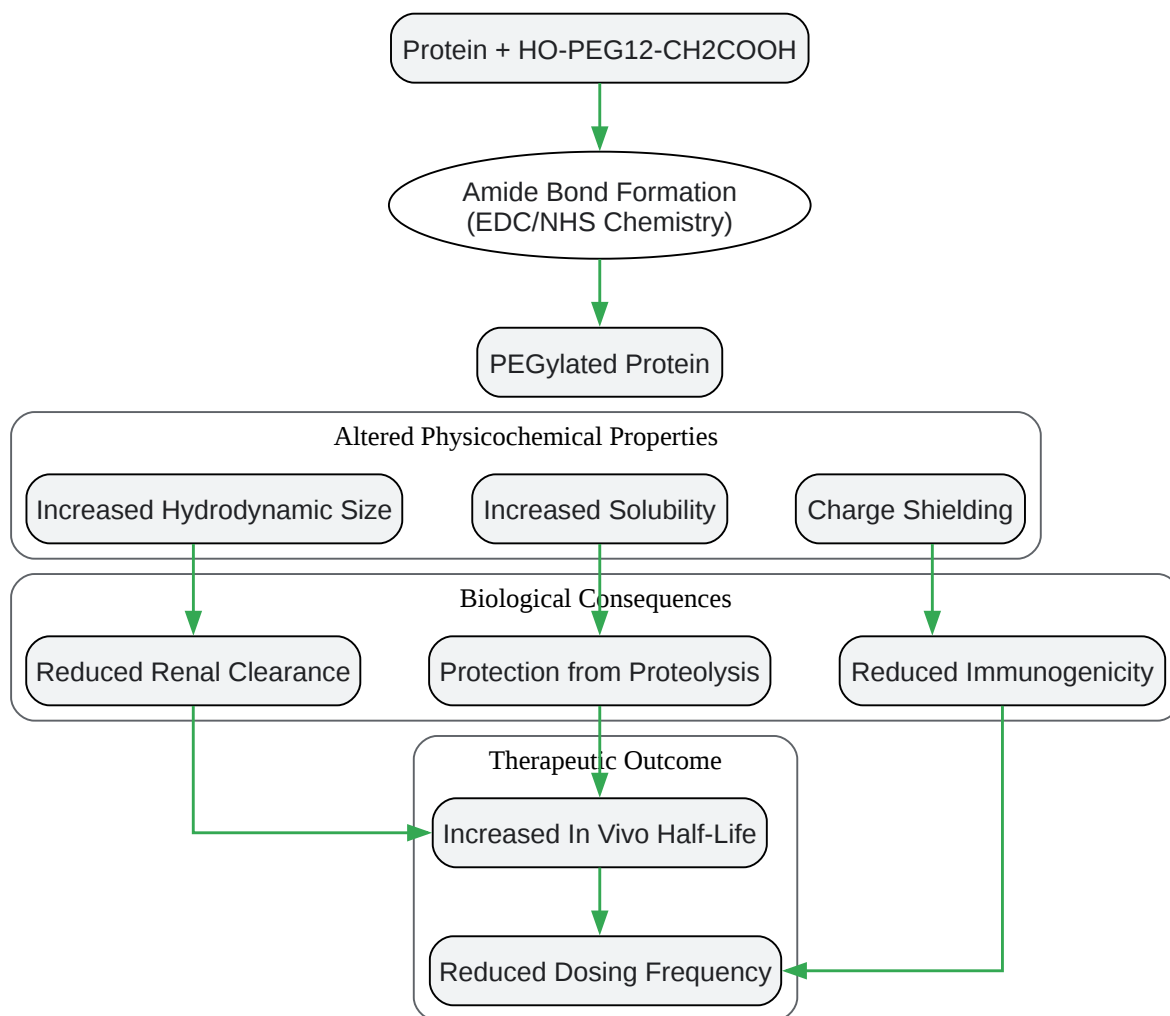 Protein + HO-PEG12-CH2COOH
Amide Bond Formation
(EDC/NHS Chemistry)
PEGylated Protein
Altered Physicochemical Properties
Increased Hydrodynamic Size
Increased Solubility
Charge Shielding
Biological Consequences
Reduced Renal Clearance
Protection from Proteolysis
Reduced Immunogenicity
Therapeutic Outcome
Increased In Vivo Half-Life
Reduced Dosing Frequency